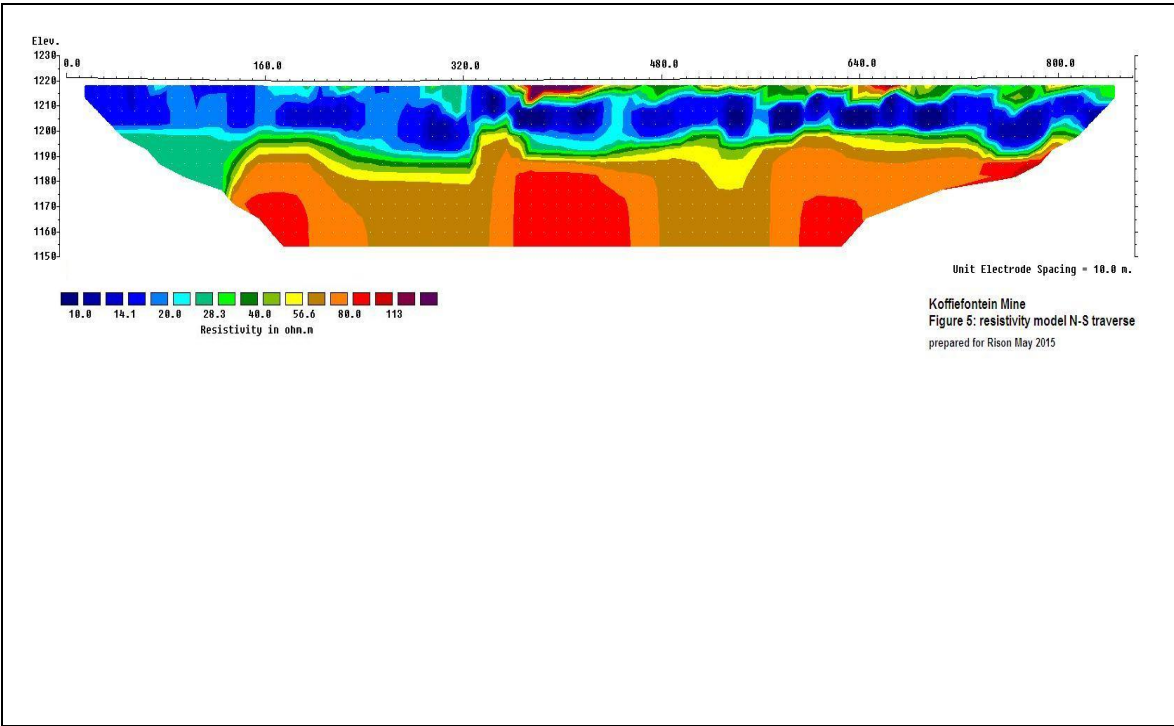 Elev.
1230
0.0 160.0 320.0 480.0 640.0 800.0
1220
1210
1200
1190
1180
1170
1160
1150
Unit Electrode Spacing = 10.0 m.
10.0 14.1 20.0 28.3 40.0 56.6 80.0 113
Resistivity in ohm.m
Koffiefontein Mine
Figure 5: resistivity model N-S traverse
prepared for Rison May 2015